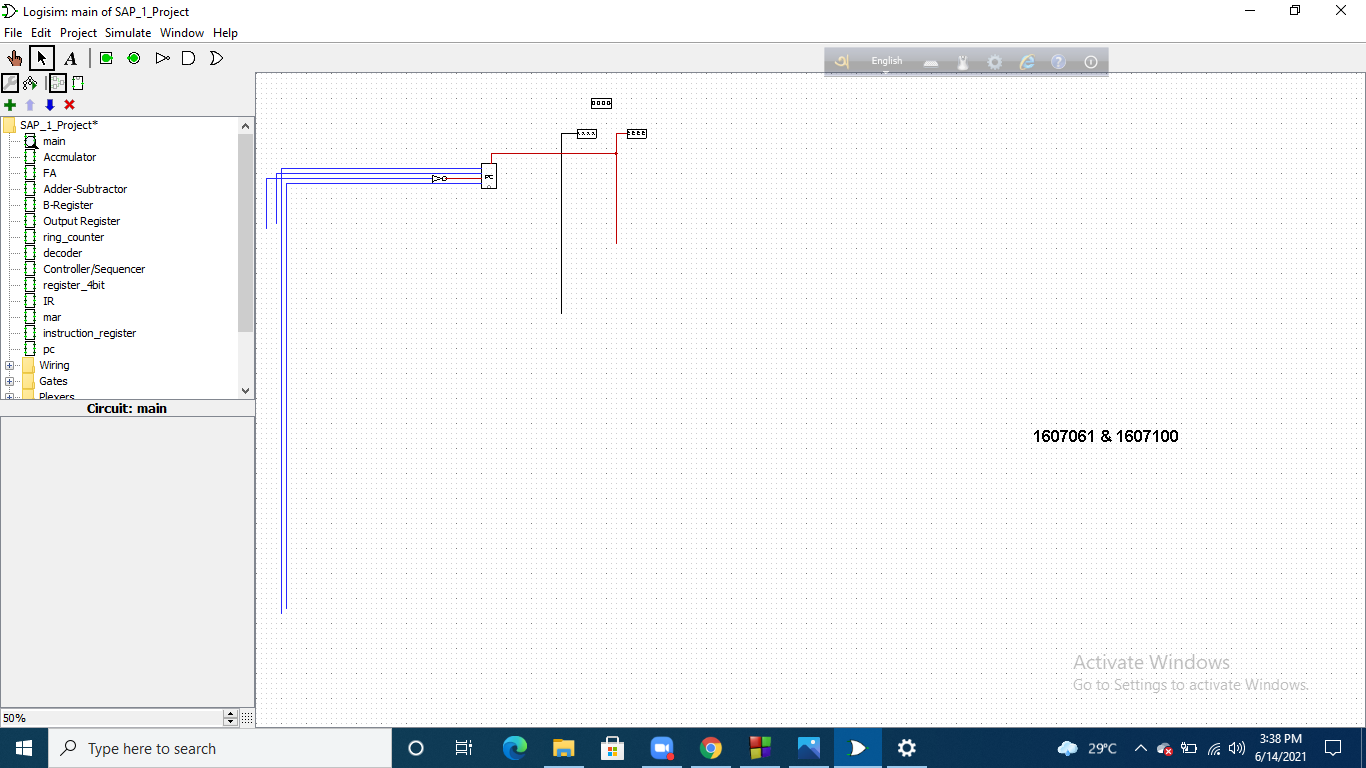 Logisim: main of SAP_1_Project
File Edit Project Simulate Window Help
A
অ English
SAP_1_Project*
main
Accmulator
FA
Adder-Subtractor
B-Register
Output Register
ring_counter
decoder
Controller/Sequencer
register_4bit
IR
mar
instruction_register
pc
Wiring
Gates
Plexers
Circuit: main
PC
1607061 & 1607100
Activate Windows
Go to Settings to activate Windows.
50%
Type here to search
29°C
3:38 PM
6/14/2021